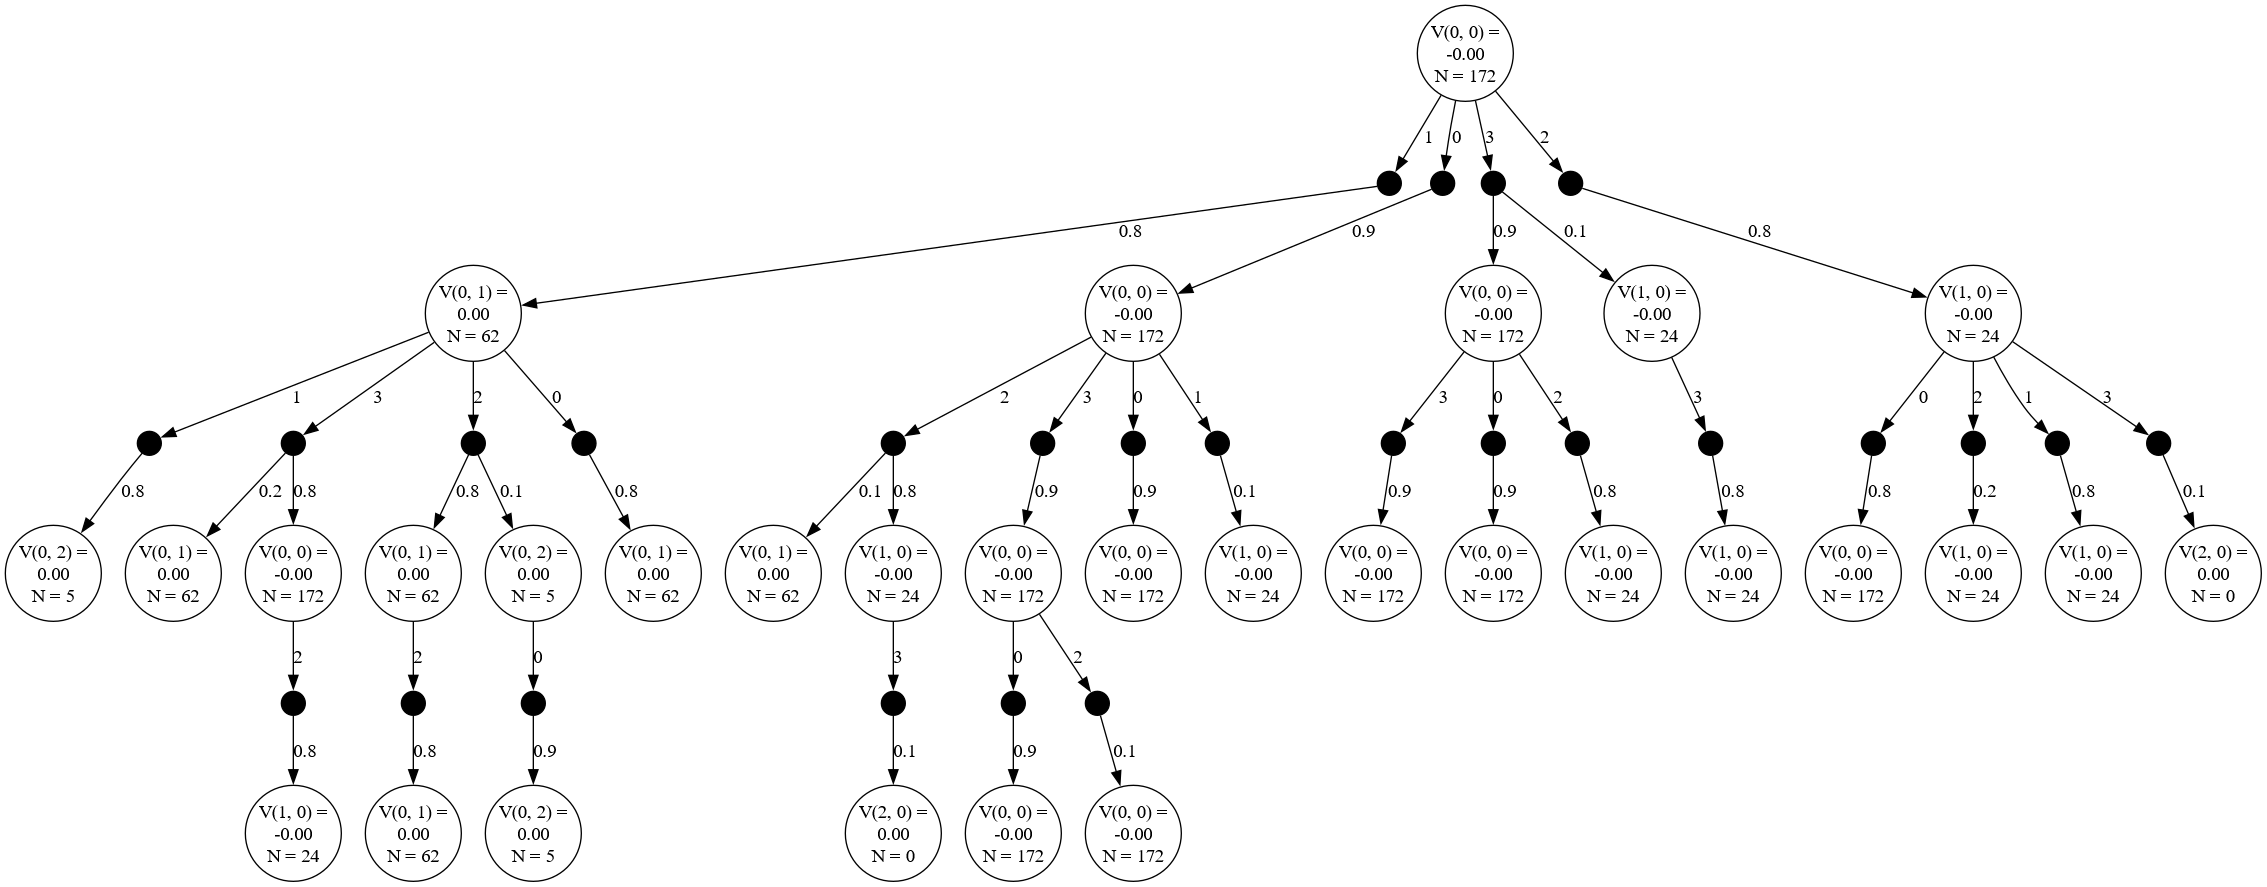 V(0, 0) =
-0.00
N = 172
1
0
3
2
0.8
0.9
0.9
0.1
0.8
V(0, 1) =
0.00
N = 62
V(0, 0) =
-0.00
N = 172
V(0, 0) =
-0.00
N = 172
V(1, 0) =
-0.00
N = 24
V(1, 0) =
-0.00
N = 24
1
3
2
0
2
3
0
1
3
0
2
3
0
2
1
3
0.8
0.2
0.8
0.8
0.1
0.8
0.1
0.8
0.9
0.9
0.1
0.9
0.9
0.8
0.8
0.8
0.2
0.8
0.1
V(0, 2) =
0.00
N = 5
V(0, 1) =
0.00
N = 62
V(0, 0) =
-0.00
N = 172
V(0, 1) =
0.00
N = 62
V(0, 2) =
0.00
N = 5
V(0, 1) =
0.00
N = 62
V(0, 1) =
0.00
N = 62
V(1, 0) =
-0.00
N = 24
V(0, 0) =
-0.00
N = 172
V(0, 0) =
-0.00
N = 172
V(1, 0) =
-0.00
N = 24
V(0, 0) =
-0.00
N = 172
V(0, 0) =
-0.00
N = 172
V(1, 0) =
-0.00
N = 24
V(1, 0) =
-0.00
N = 24
V(0, 0) =
-0.00
N = 172
V(1, 0) =
-0.00
N = 24
V(1, 0) =
-0.00
N = 24
V(2, 0) =
0.00
N = 0
2
2
0
3
0
2
0.8
0.8
0.9
0.1
0.9
0.1
V(1, 0) =
-0.00
N = 24
V(0, 1) =
0.00
N = 62
V(0, 2) =
0.00
N = 5
V(2, 0) =
0.00
N = 0
V(0, 0) =
-0.00
N = 172
V(0, 0) =
-0.00
N = 172